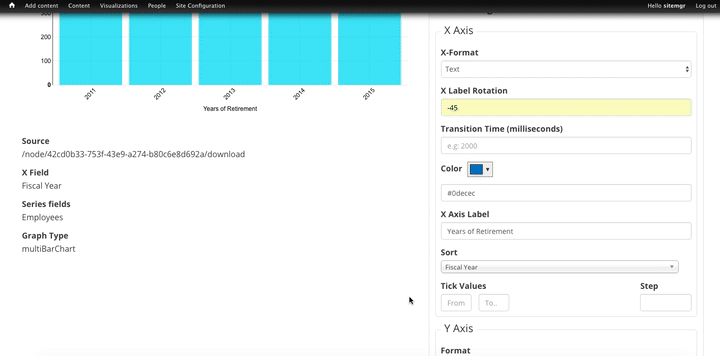 Add content Content Visualizations People Site Configuration Hello sitemgr Log out
200
100
0
2011 2012 2013 2014 2015
Years of Retirement
Source
/node/42cd0b33-753f-43e9-a274-b80c6e8d692a/download
X Field
Fiscal Year
Series fields
Employees
Graph Type
multiBarChart
X Axis
X-Format
Text
X Label Rotation
-45
Transition Time (milliseconds)
e.g: 2000
Color
#0decec
X Axis Label
Years of Retirement
Sort
Fiscal Year
Tick Values Step
From To..
Y Axis
Format